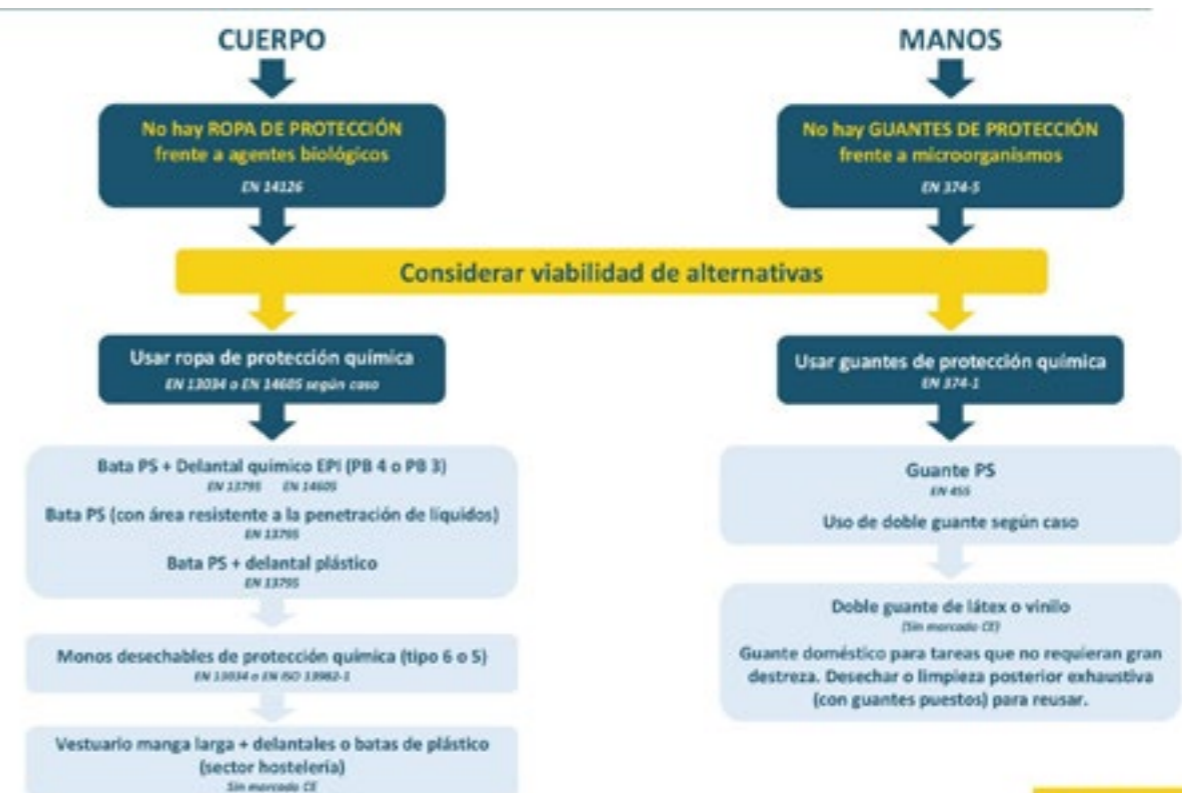 CUERPO
No hay ROPA DE PROTECCIÓN
frente a agentes biológicos
EN 14126
MANOS
No hay GUANTES DE PROTECCIÓN
frente a microorganismos
EN 374-5
Considerar viabilidad de alternativas
Usar ropa de protección química
EN 13034 o EN 14605 según caso
Bata PS + Delantal químico EPI (PB 4 o PB 3)
EN 13795 EN 14605
Bata PS (con área resistente a la penetración de líquidos)
EN 13795
Bata PS + delantal plástico
EN 13795
Monos desechables de protección química (tipo 6 o 5)
EN 13034 o EN ISO 13982-1
Vestuario manga larga + delantales o batas de plástico
(sector hostelería)
Sin marcado CE
Usar guantes de protección química
EN 374-1
Guante PS
EN 455
Uso de doble guante según caso
Doble guante de látex o vinilo
(Sin marcado CE)
Guante doméstico para tareas que no requieran gran
destreza. Desechar o limpieza posterior exhaustiva
(con guantes puestos) para reusar.